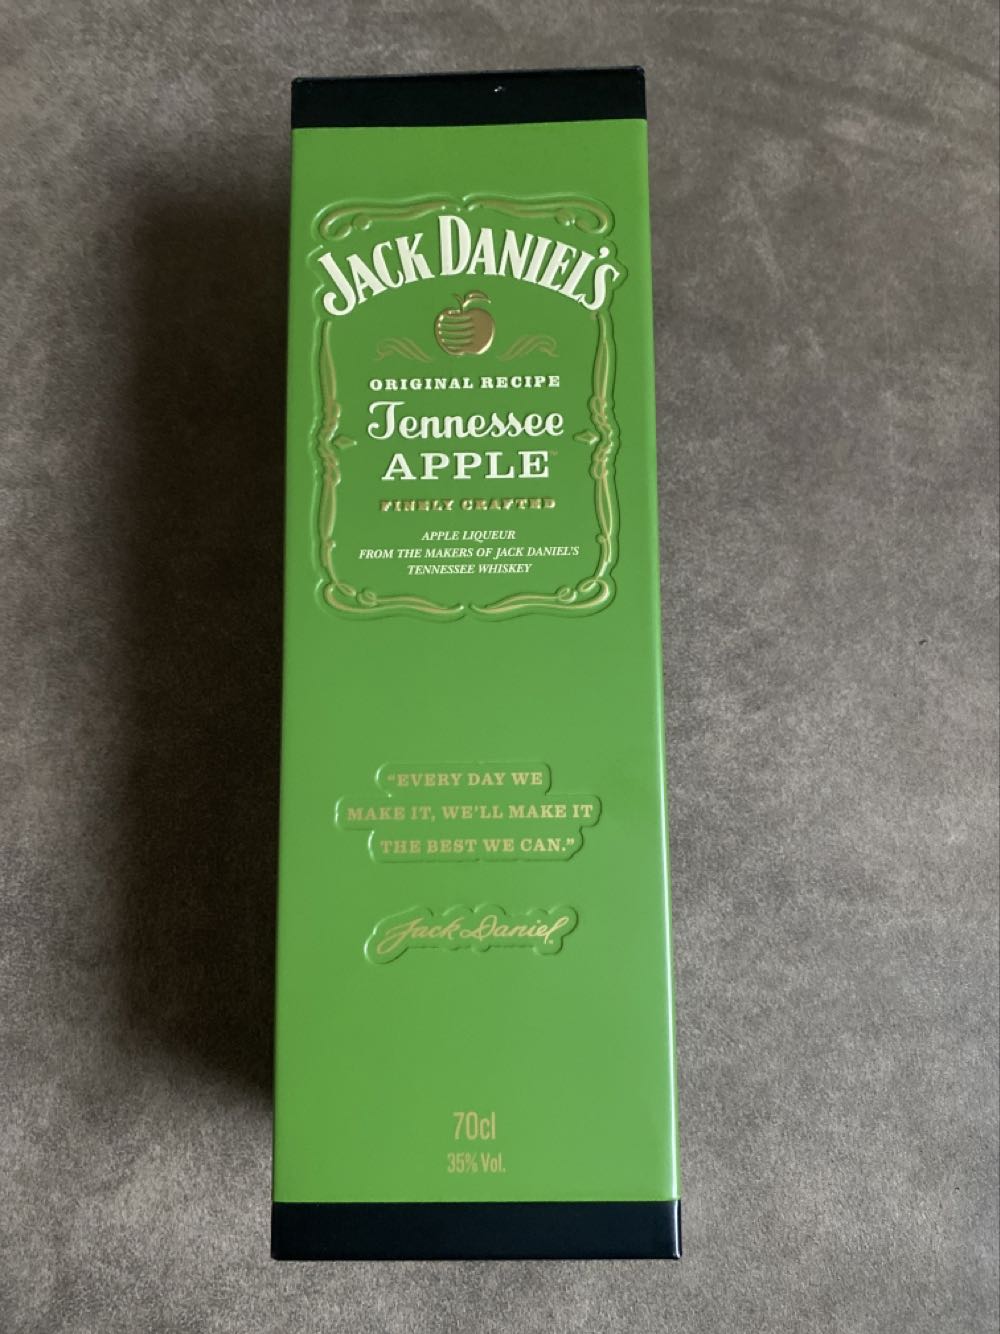 JACK DANIEL'S
ORIGINAL RECIPE
Tennessee
APPLE™
FINELY CRAFTED
APPLE LIQUEUR
FROM THE MAKERS OF JACK DANIEL'S
TENNESSEE WHISKEY
“EVERY DAY WE
MAKE IT, WE'LL MAKE IT
THE BEST WE CAN.”
Jack Daniel
70cl
35% Vol.